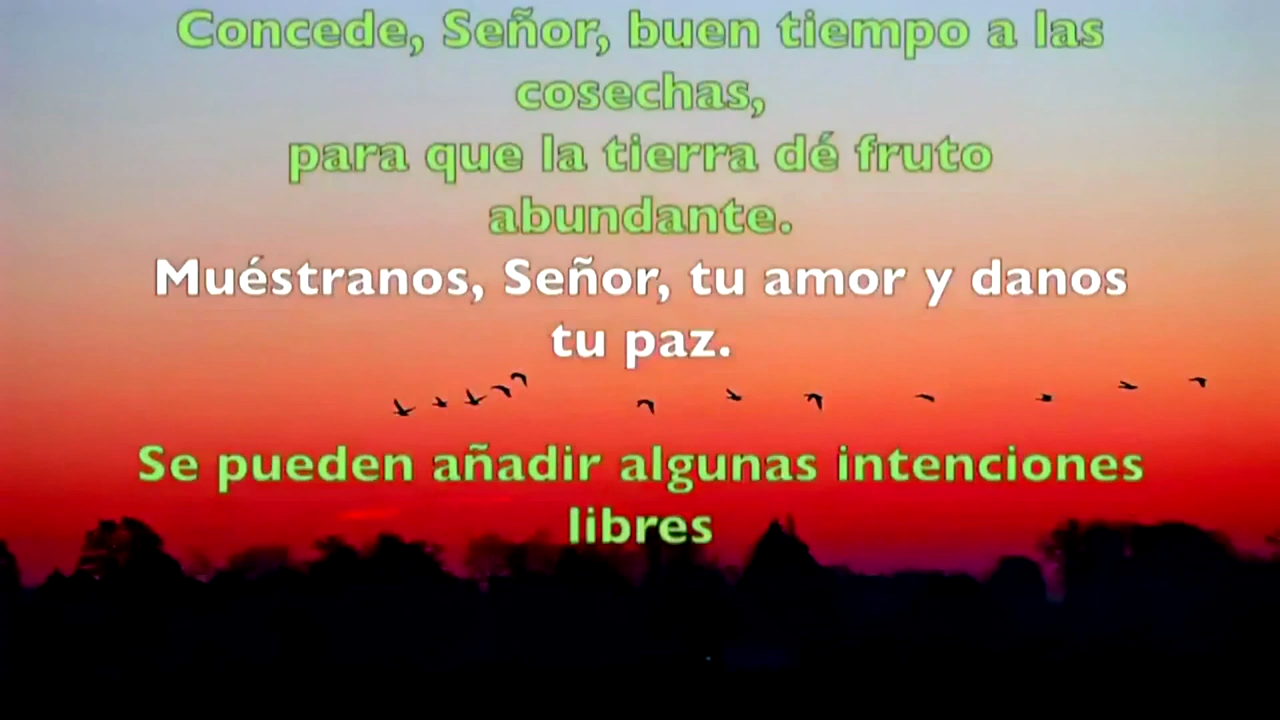 Concede, Señor, buen tiempo a las
cosechas,
para que la tierra dé fruto
abundante.
Muéstranos, Señor, tu amor y danos
tu paz.
Se pueden añadir algunas intenciones
libres